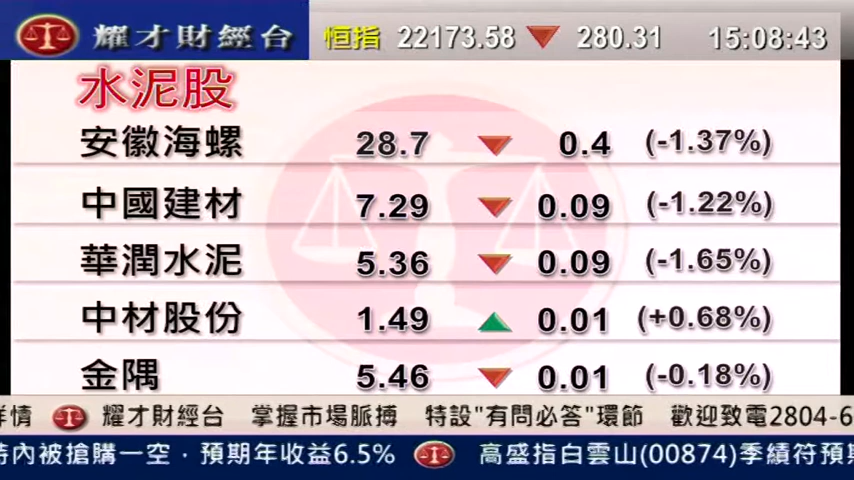 耀才財經台 恒指 22173.58 ▼ 280.31 15:08:43
水泥股
安徽海螺 28.7 ▼ 0.4 (-1.37%)
中國建材 7.29 ▼ 0.09 (-1.22%)
華潤水泥 5.36 ▼ 0.09 (-1.65%)
中材股份 1.49 ▲ 0.01 (+0.68%)
金隅 5.46 ▼ 0.01 (-0.18%)
情 耀才財經台 掌握市場脈搏 特設"有問必答"環節 歡迎致電2804-6
內被搶購一空，預期年收益6.5% 高盛指白雲山(00874)季績符預